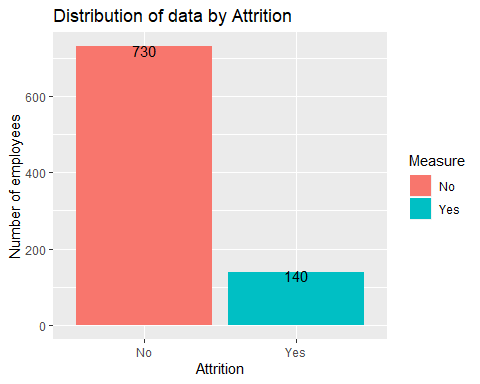 Distribution of data by Attrition
730
140
600
400
200
0
Number of employees
No
Yes
Attrition
Measure
No
Yes